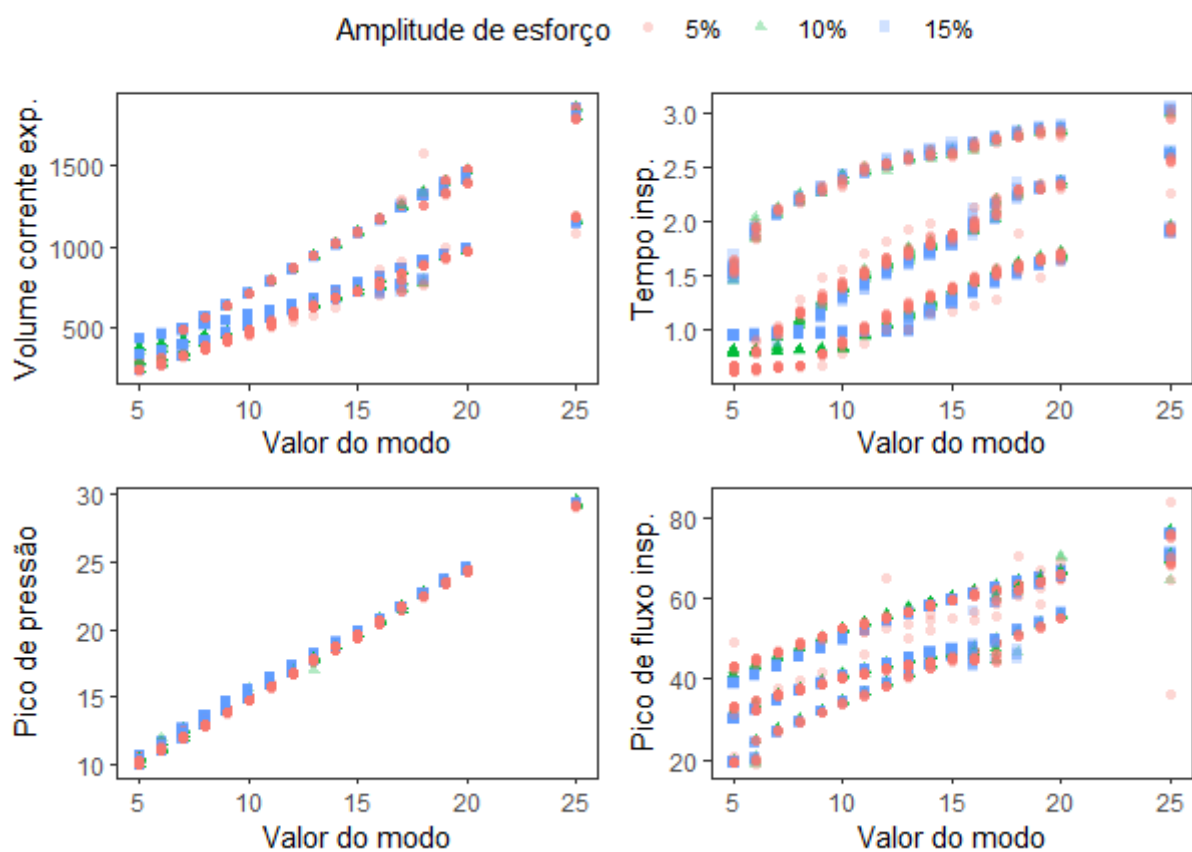 Amplitude de esforço 5% 10% 15%
Volume corrente exp.
1500
1000
500
5 10 15 20 25
Valor do modo
Tempo insp.
3.0
2.5
2.0
1.5
1.0
5 10 15 20 25
Valor do modo
Pico de pressão
30
25
20
15
10
5 10 15 20 25
Valor do modo
Pico de fluxo insp.
80
60
40
20
5 10 15 20 25
Valor do modo